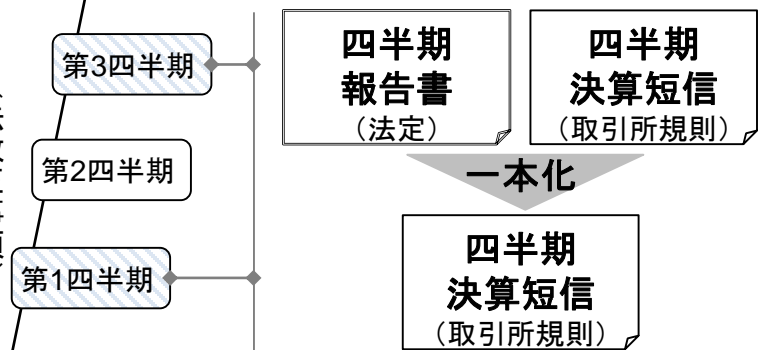 第3四半期
第2四半期
第1四半期
四半期
報告書
（法定）
四半期
決算短信
（取引所規則）
一本化
四半期
決算短信
（取引所規則）